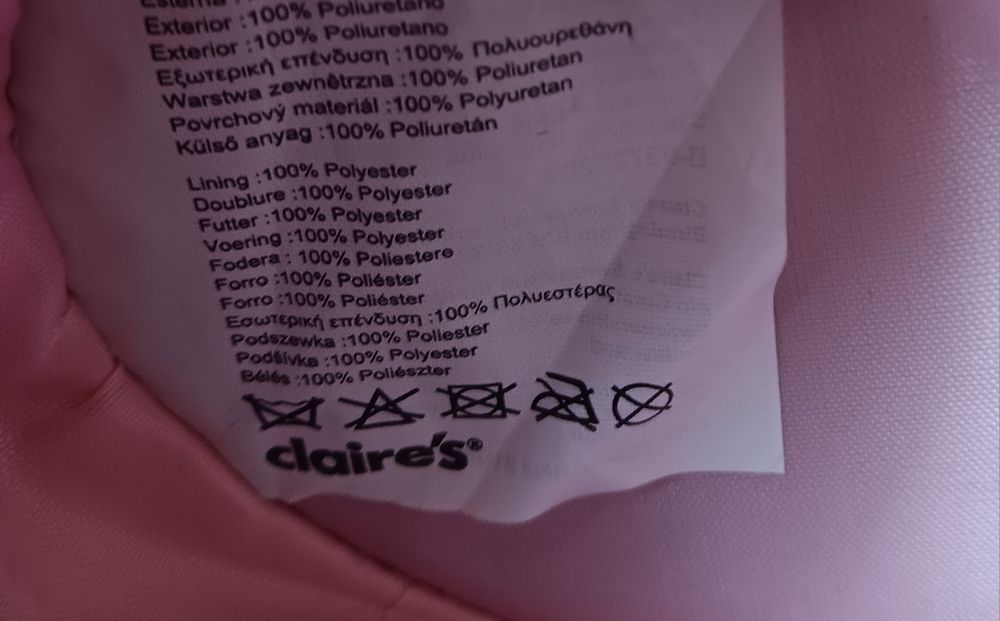 Exterior :100% Poliuretano
Exterior :100% Poliuretano
Εξωτερική επένδυση :100% Πολυουρεθάνη
Warstwa zewnêtrzna :100% Poliuretan
Povrchový materiál :100% Polyuretan
Külső anyag :100% Poliuretán
Lining :100% Polyester
Doublure :100% Polyester
Futter :100% Polyester
Voering :100% Polyester
Fodera : 100% Poliestere
Forro :100% Poliéster
Forro :100% Poliéster
Εσωτερική επένδυση :100% Πολυεστέρας
Podszewka :100% Poliester
Podšívka :100% Polyester
Bélés :100% Poliészter
claire's®